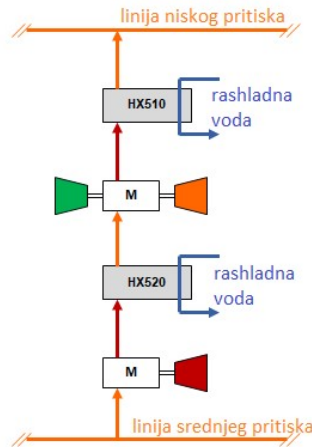 linija niskog pritiska
HX510
rashladna
voda
M
HX520
rashladna
voda
M
linija srednjeg pritiska